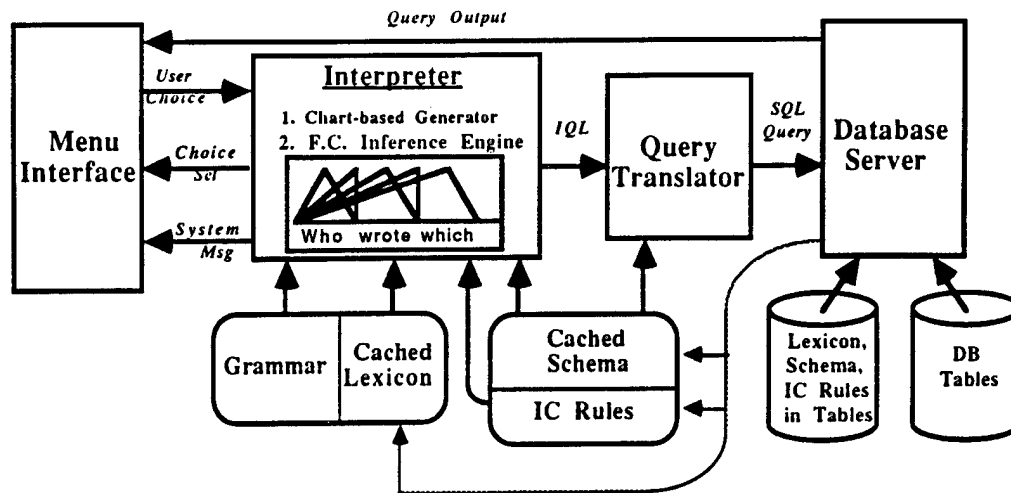 Query Output
Menu
Interface
User
Choice
Choice
Set
System
Msg
Interpreter
1. Chart-based Generator
2. F.C. Inference Engine
Who wrote which
IQL
Query
Translator
SQL
Query
Database
Server
Grammar
Cached
Lexicon
Cached
Schema
IC Rules
Lexicon,
Schema,
IC Rules
in Tables
DB
Tables